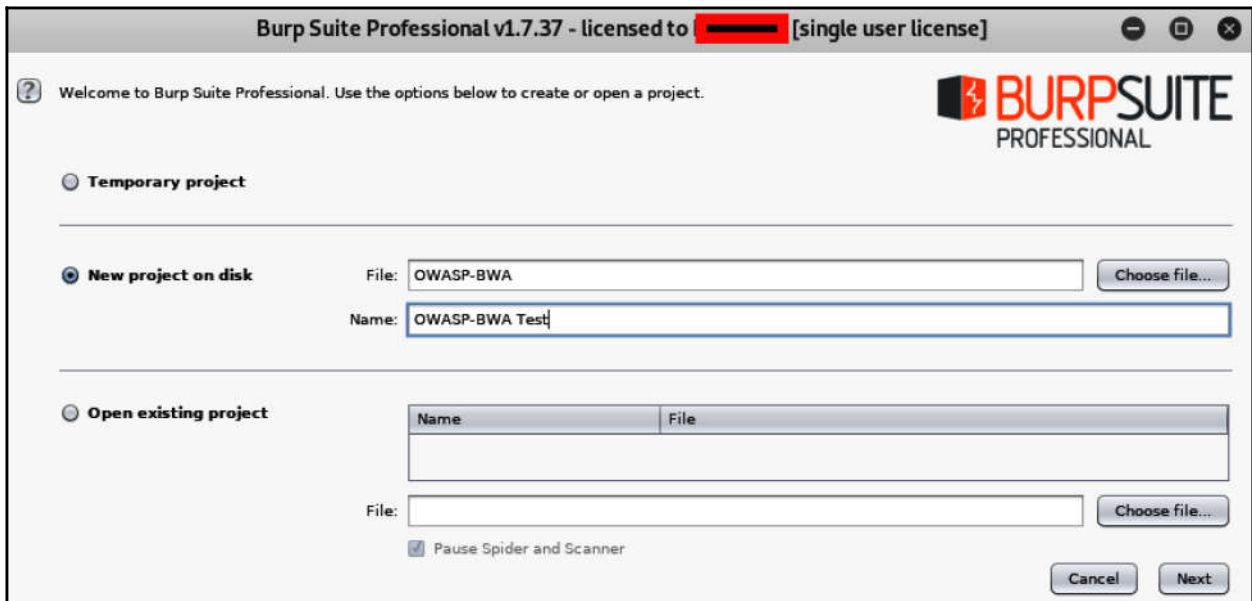 Burp Suite Professional v1.7.37 - licensed to [single user license]
? Welcome to Burp Suite Professional. Use the options below to create or open a project.
BURPSUITE
PROFESSIONAL
Temporary project
New project on disk File: OWASP-BWA Choose file...
Name: OWASP-BWA Test
Open existing project Name File
File: Choose file...
Pause Spider and Scanner
Cancel Next